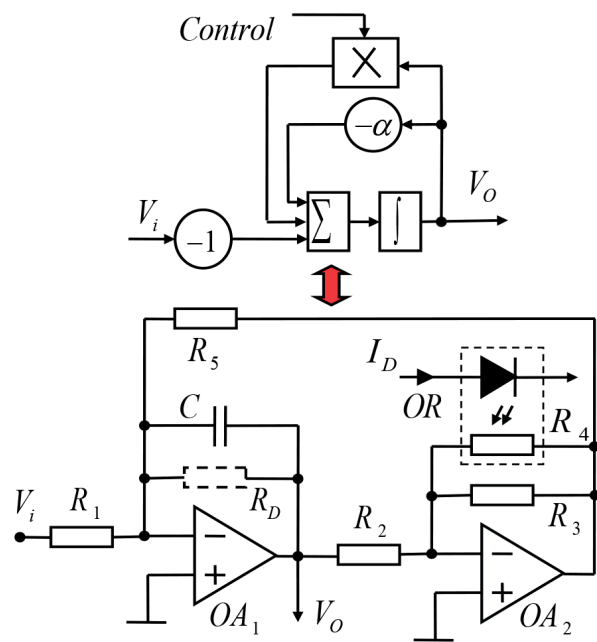 Control
×
−α
V_O
V_i
−1
∑
∫
R_5
I_D
OR
C
R_4
V_i
R_1
R_D
R_2
R_3
−
−
+
+
OA_1
V_O
OA_2